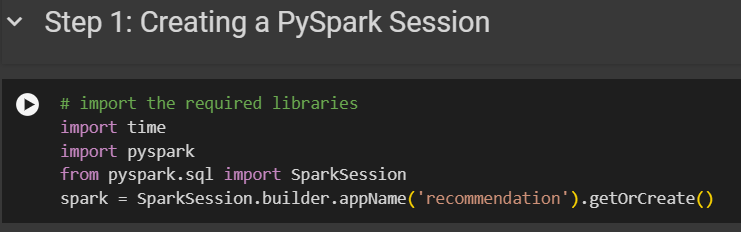 Step 1: Creating a PySpark Session
# import the required libraries
import time
import pyspark
from pyspark.sql import SparkSession
spark = SparkSession.builder.appName('recommendation').getOrCreate()